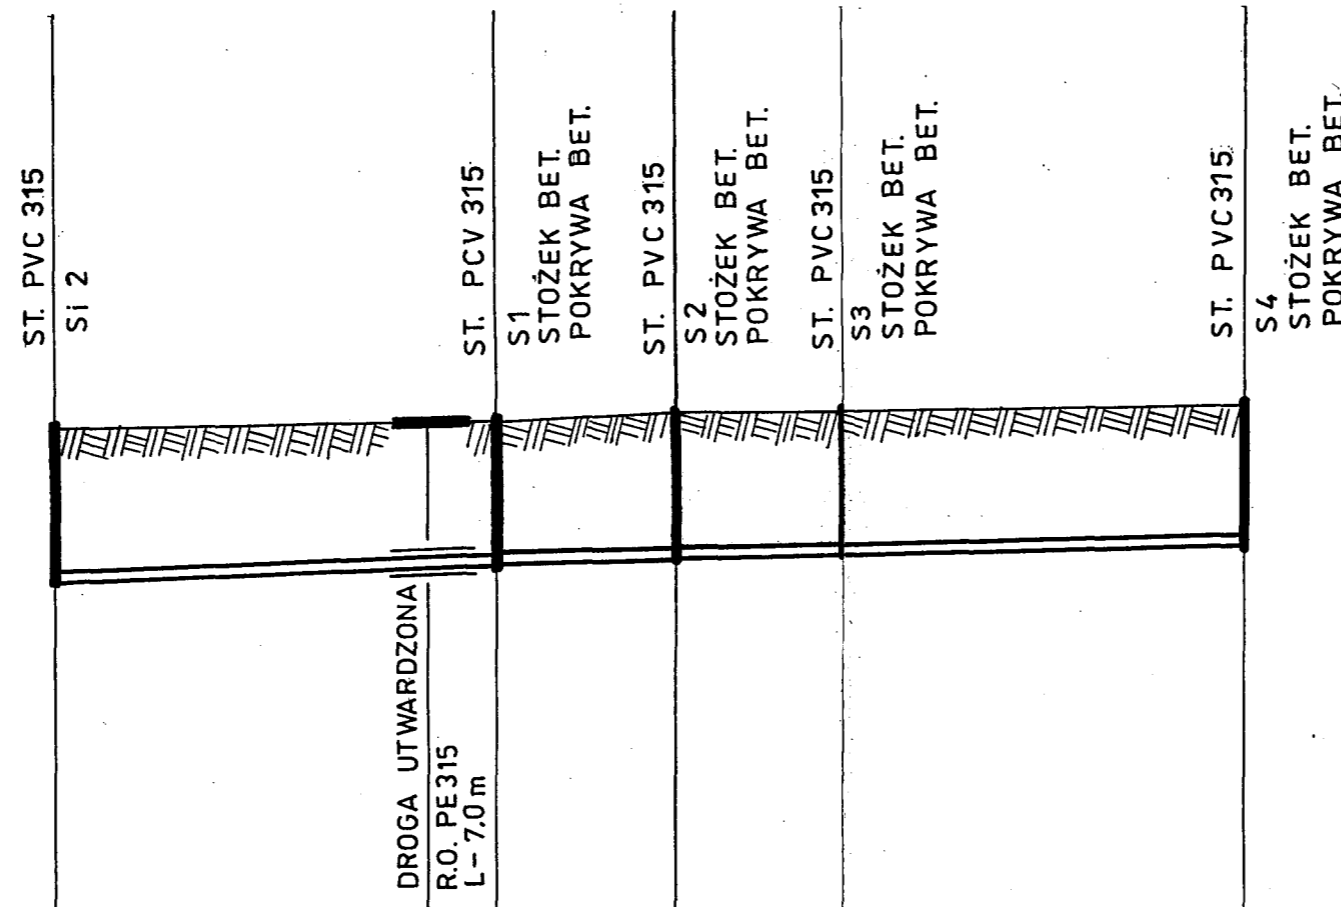 ST. PVC 315
Si 2
ST. PCV 315
S1
STOŻEK BET.
POKRYWA BET.
ST. PVC 315
S2
STOŻEK BET.
POKRYWA BET.
ST. PVC 315
S3
STOŻEK BET.
POKRYWA BET.
ST. PVC 315
S4
STOŻEK BET.
POKRYWA BET.
DROGA UTWARDZONA
R.O. PE 315
L - 7.0 m